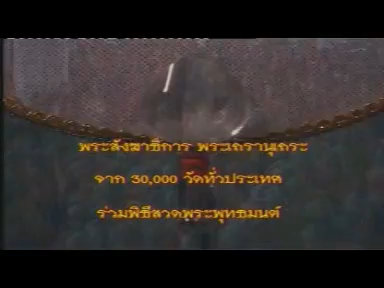 พระสังฆาธิการ พระเถรานุเถระ
จาก 30,000 วัดทั่วประเทศ
ร่วมพิธีสวดพระพุทธมนต์